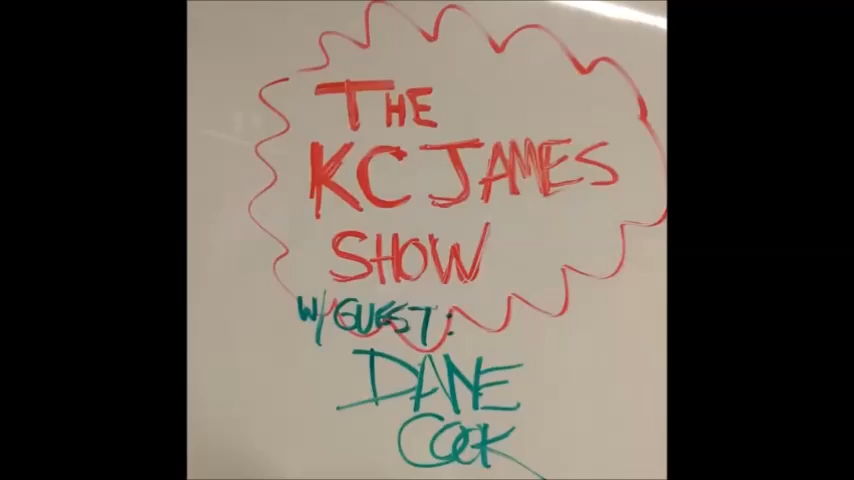 THE
KC JAMES
SHOW
W/ GUEST:
DANE
COOK